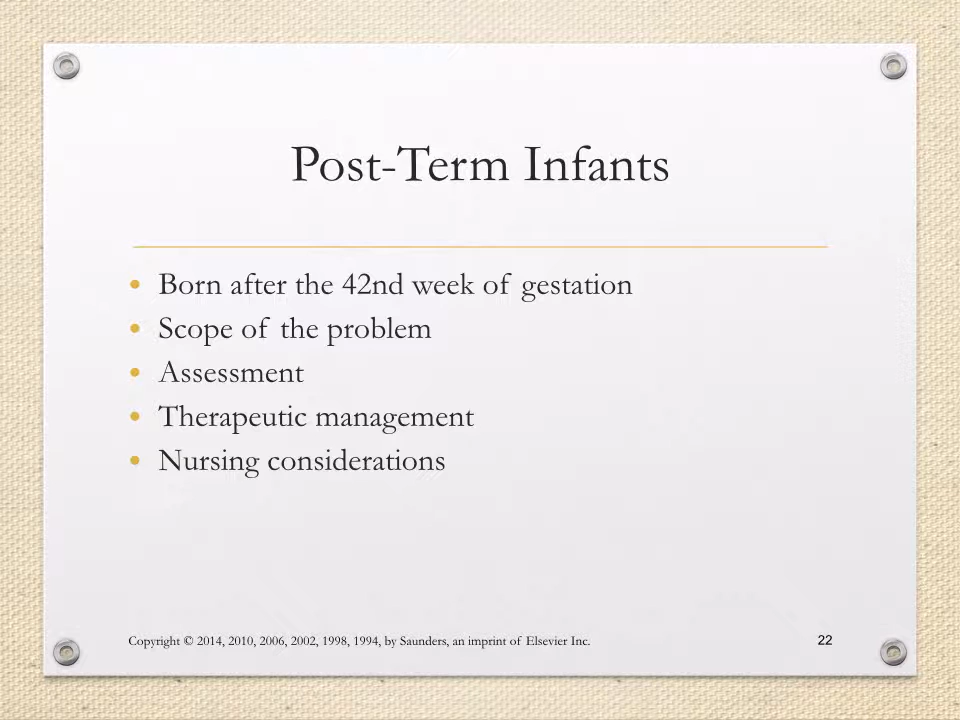 Post-Term Infants
• Born after the 42nd week of gestation
• Scope of the problem
• Assessment
• Therapeutic management
• Nursing considerations
Copyright © 2014, 2010, 2006, 2002, 1998, 1994, by Saunders, an imprint of Elsevier Inc.
22